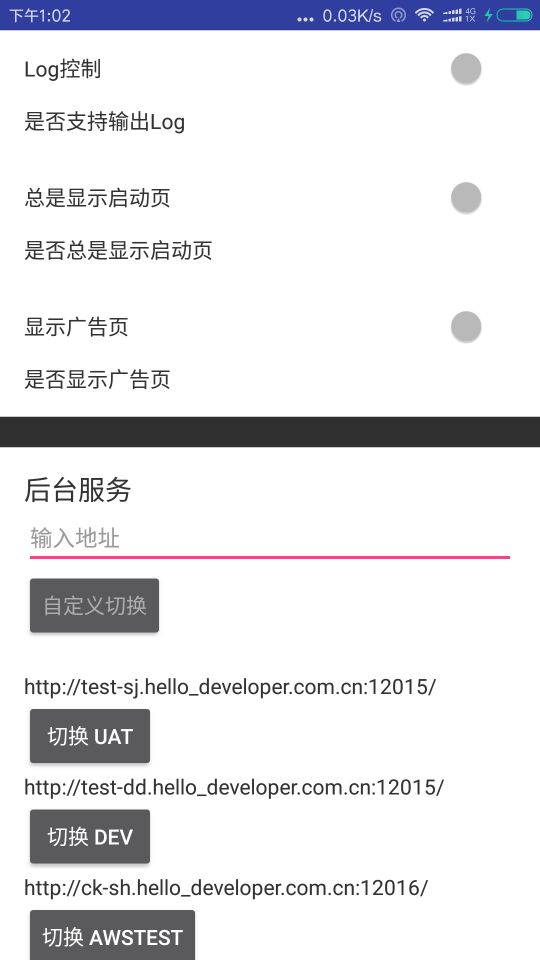 下午1:02
... 0.03K/s 4G 1X
Log控制
是否支持输出Log
总是显示启动页
是否总是显示启动页
显示广告页
是否显示广告页
后台服务
输入地址
自定义切换
http://test-sj.hello_developer.com.cn:12015/
切换 UAT
http://test-dd.hello_developer.com.cn:12015/
切换 DEV
http://ck-sh.hello_developer.com.cn:12016/
切换 AWSTEST